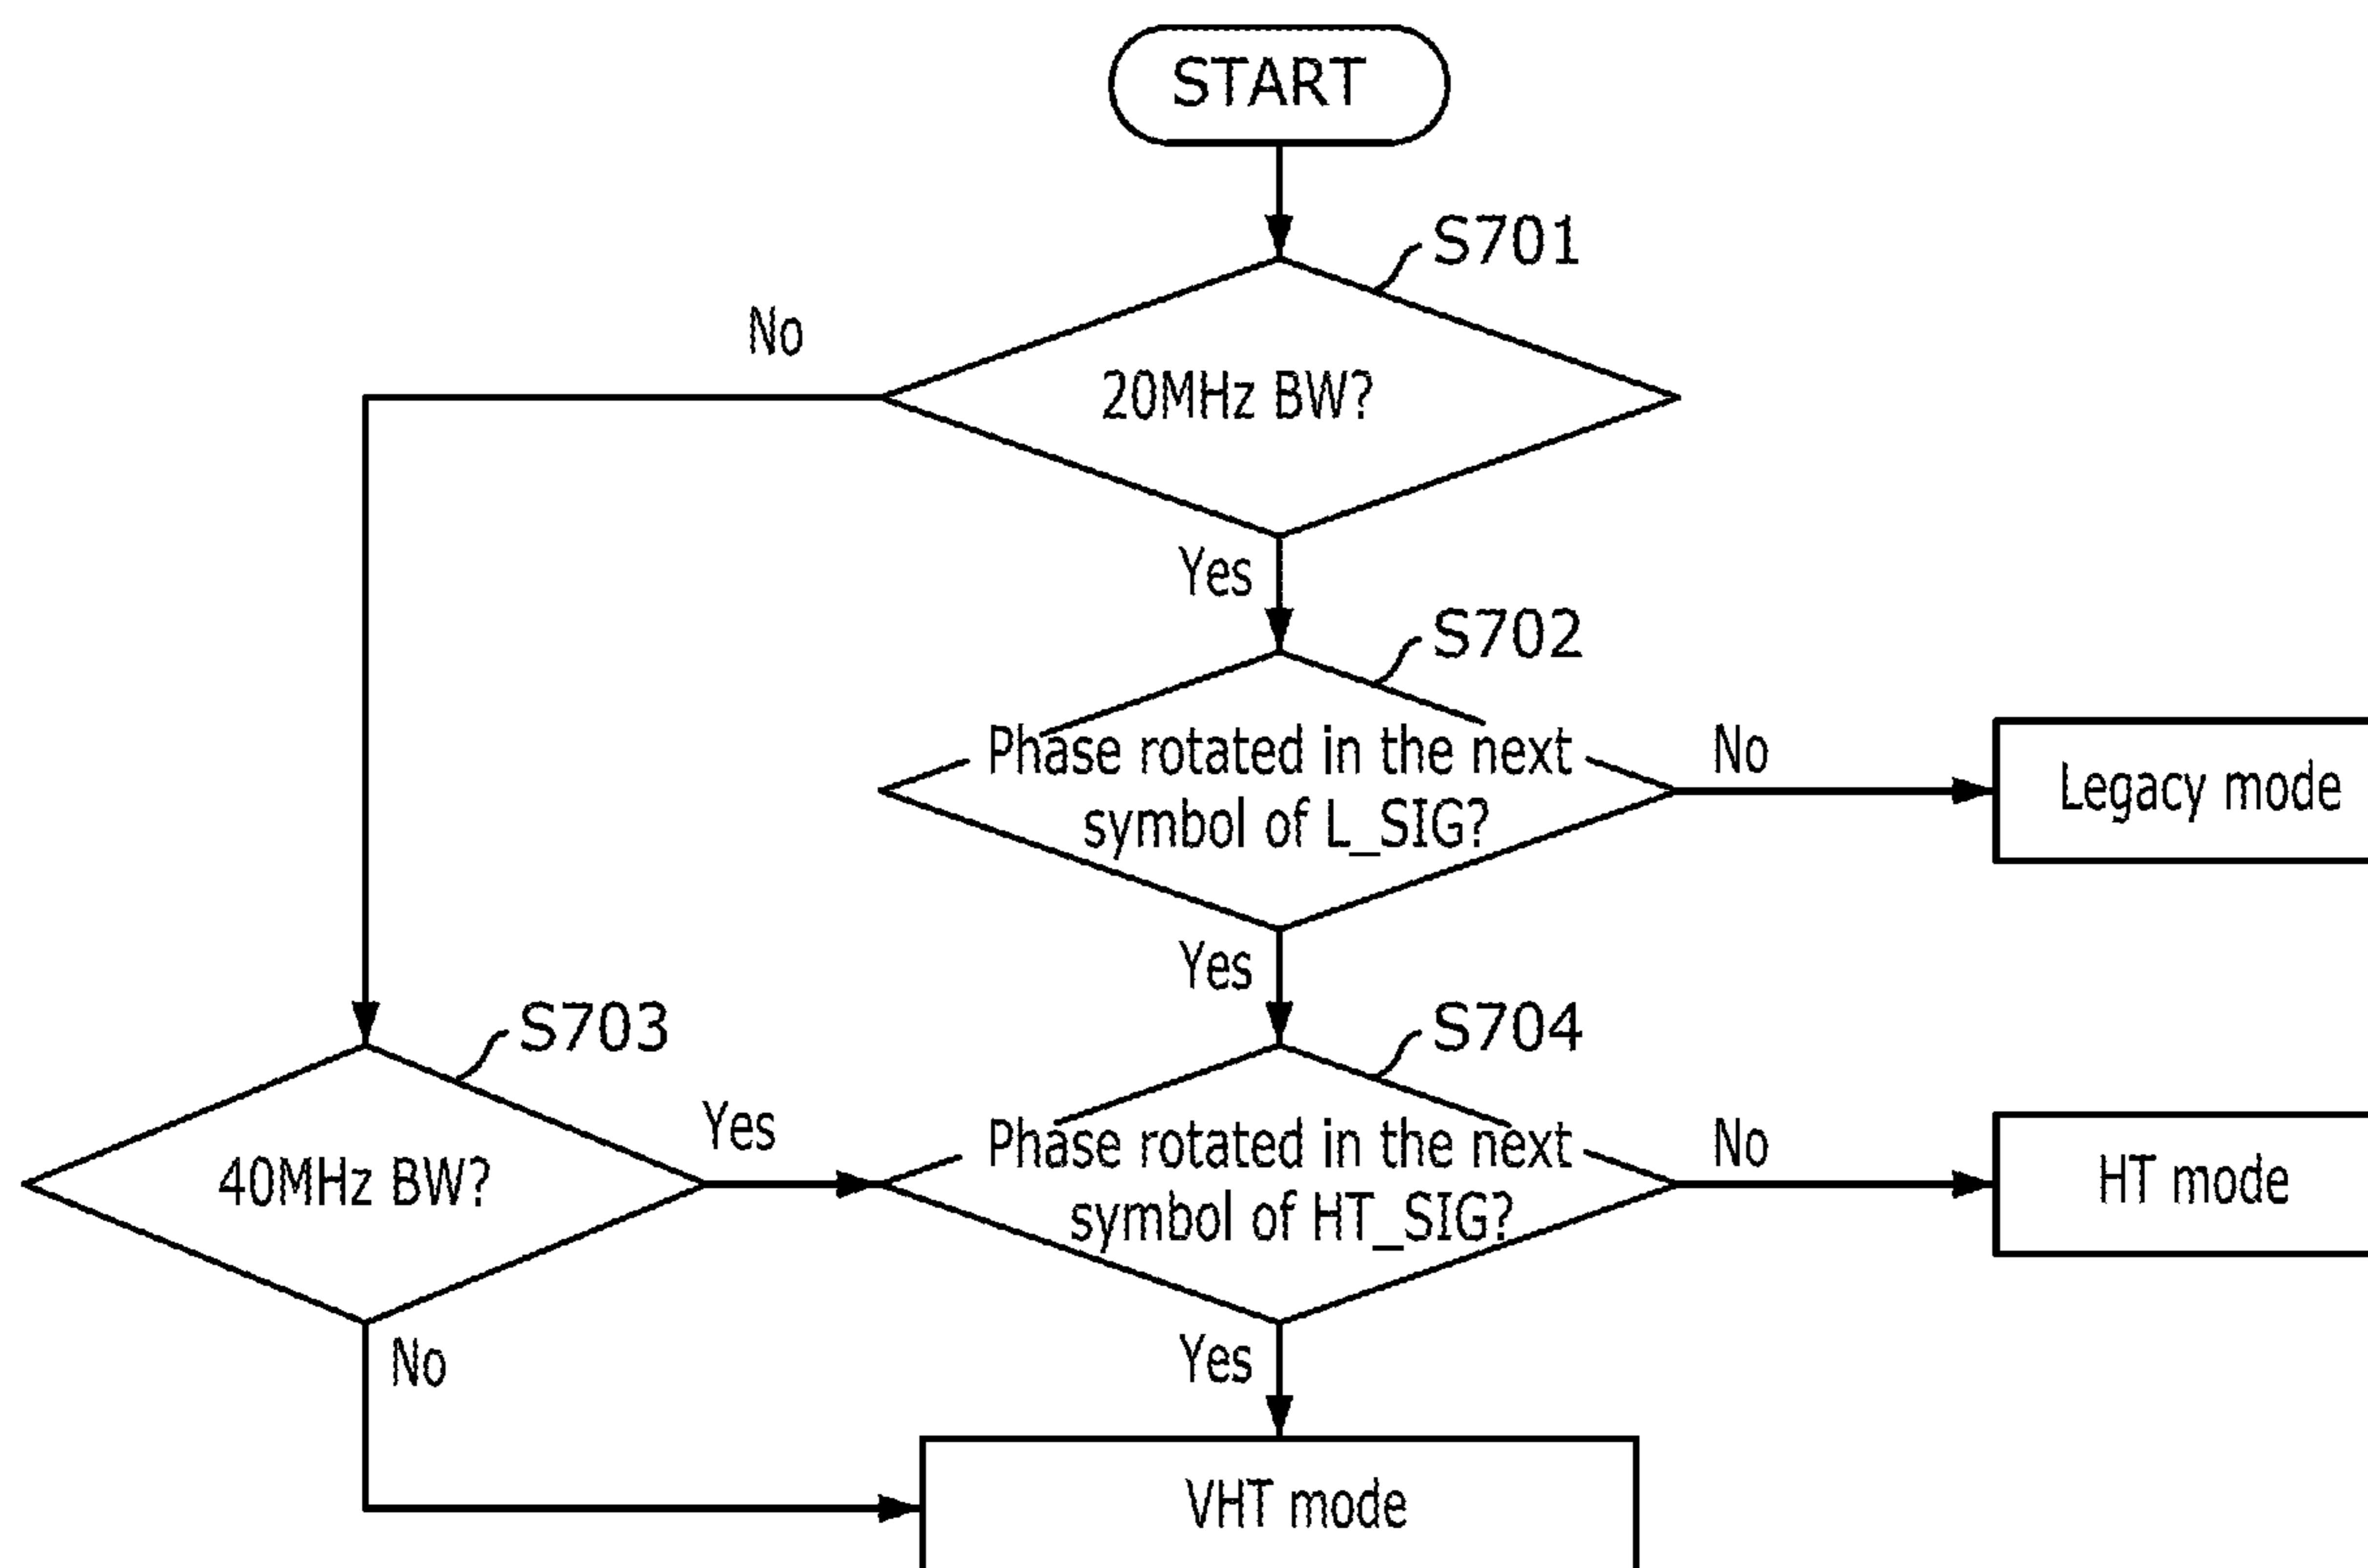 START
S701
No
20MHz BW?
Yes
S702
Phase rotated in the next
symbol of L_SIG?
No
Legacy mode
Yes
S703
S704
40MHz BW?
Yes
Phase rotated in the next
symbol of HT_SIG?
No
HT mode
No
Yes
VHT mode